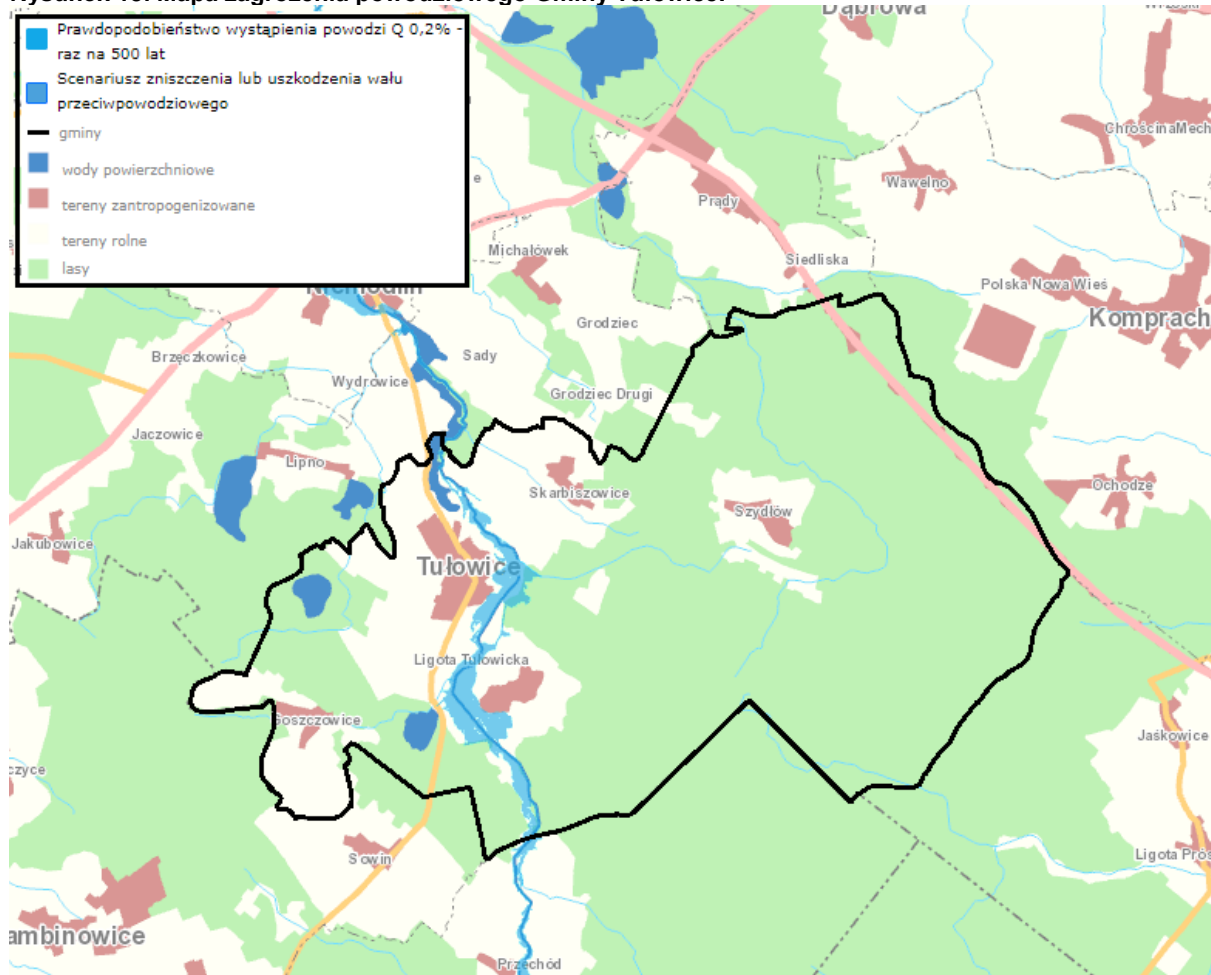 Prawdopodobieństwo wystąpienia powodzi Q 0,2% -
raz na 500 lat
Scenariusz zniszczenia lub uszkodzenia wału
przeciwpowodziowego
gminy
wody powierzchniowe
tereny zantropogenizowane
tereny rolne
lasy
Dąbrowa
ChróścinaMech
Wawelno
Prądy
Michałówek
Siedliska
Polska Nowa Wieś
Komprach
Grodziec
Sady
Brzęczkowice
Wydrowice
Grodziec Drugi
Jaczowice
Lipno
Skarbiszowice
Ochodze
Szydłów
Jakubowice
Tułowice
Ligota Tułowicka
Goszczowice
Jaśkowice
czyce
Sowin
Ligota Prós
ambinowice
Przechód